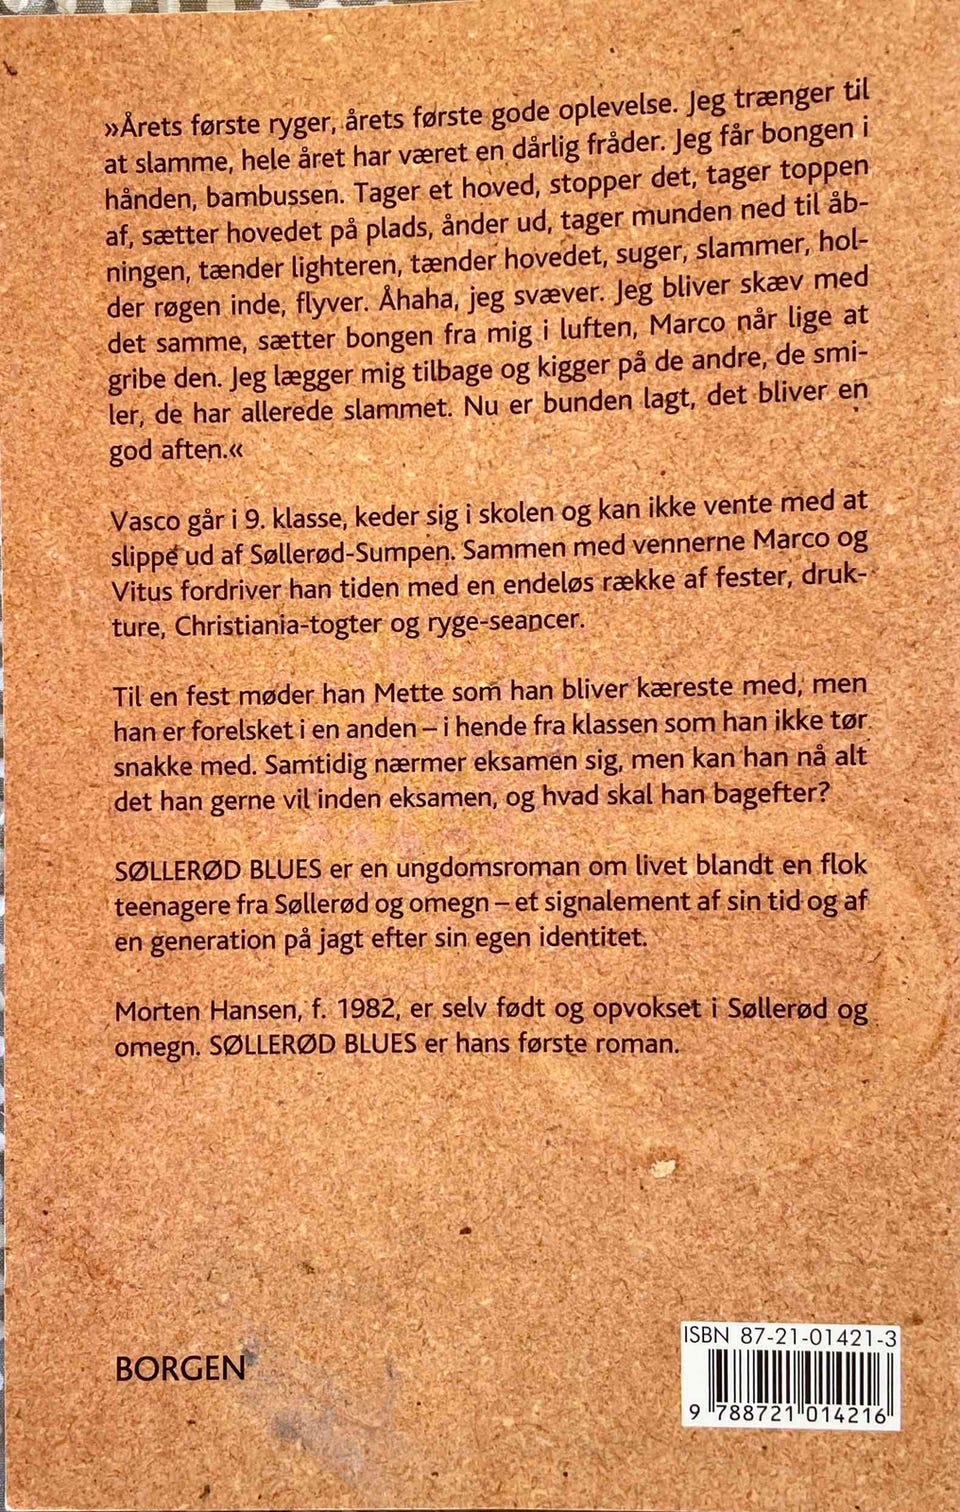 »Årets første ryger, årets første gode oplevelse. Jeg trænger til
at slamme, hele året har været en dårlig fråder. Jeg får bongen i
hånden, bambussen. Tager et hoved, stopper det, tager toppen
af, sætter hovedet på plads, ånder ud, tager munden ned til åb-
ningen, tænder lighteren, tænder hovedet, suger, slammer, hol-
der røgen inde, flyver. Åhaha, jeg svæver. Jeg bliver skæv med
det samme, sætter bongen fra mig i luften, Marco når lige at
gribe den. Jeg lægger mig tilbage og kigger på de andre, de smi-
ler, de har allerede slammet. Nu er bunden lagt, det bliver en
god aften.«
Vasco går i 9. klasse, keder sig i skolen og kan ikke vente med at
slippe ud af Søllerød-Sumpen. Sammen med vennerne Marco og
Vitus fordriver han tiden med en endeløs række af fester, druk-
ture, Christiania-togter og ryge-seancer.
Til en fest møder han Mette som han bliver kæreste med, men
han er forelsket i en anden – i hende fra klassen som han ikke tør
snakke med. Samtidig nærmer eksamen sig, men kan han nå alt
det han gerne vil inden eksamen, og hvad skal han bagefter?
SØLLERØD BLUES er en ungdomsroman om livet blandt en flok
teenagere fra Søllerød og omegn – et signalement af sin tid og af
en generation på jagt efter sin egen identitet.
Morten Hansen, f. 1982, er selv født og opvokset i Søllerød og
omegn. SØLLERØD BLUES er hans første roman.
BORGEN
ISBN 87-21-01421-3
9 788721 014216